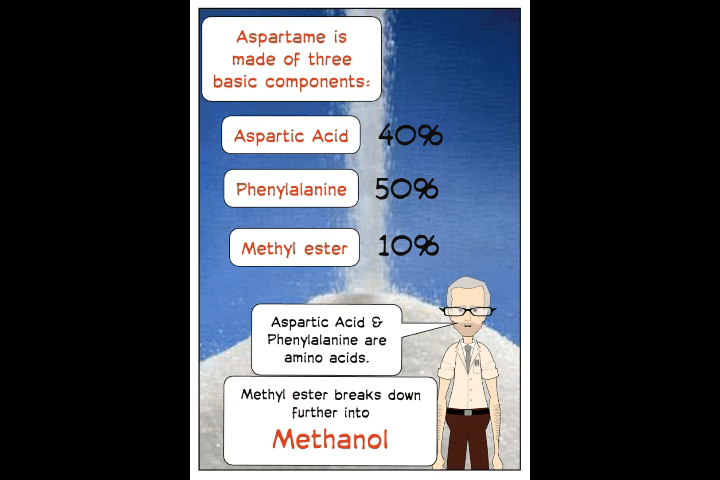 Aspartame is
made of three
basic components:
Aspartic Acid 40%
Phenylalanine 50%
Methyl ester 10%
Aspartic Acid &
Phenylalanine are
amino acids.
Methyl ester breaks down
further into
Methanol